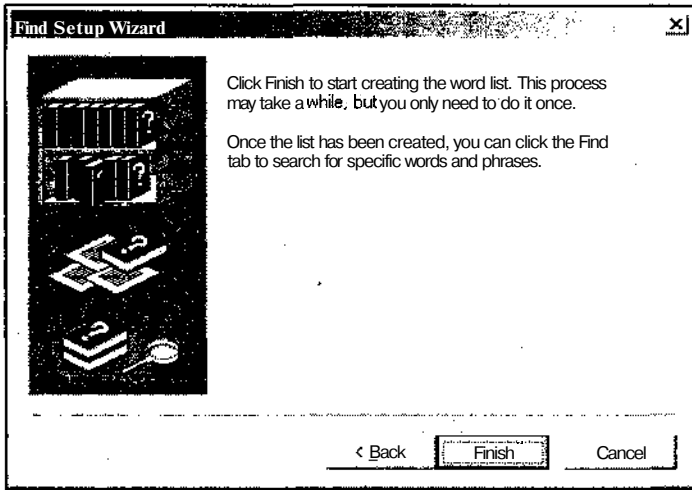 Find Setup Wizard
Click Finish to start creating the word list. This process
may take a while, but you only need to do it once.
Once the list has been created, you can click the Find
tab to search for specific words and phrases.
< Back Finish Cancel